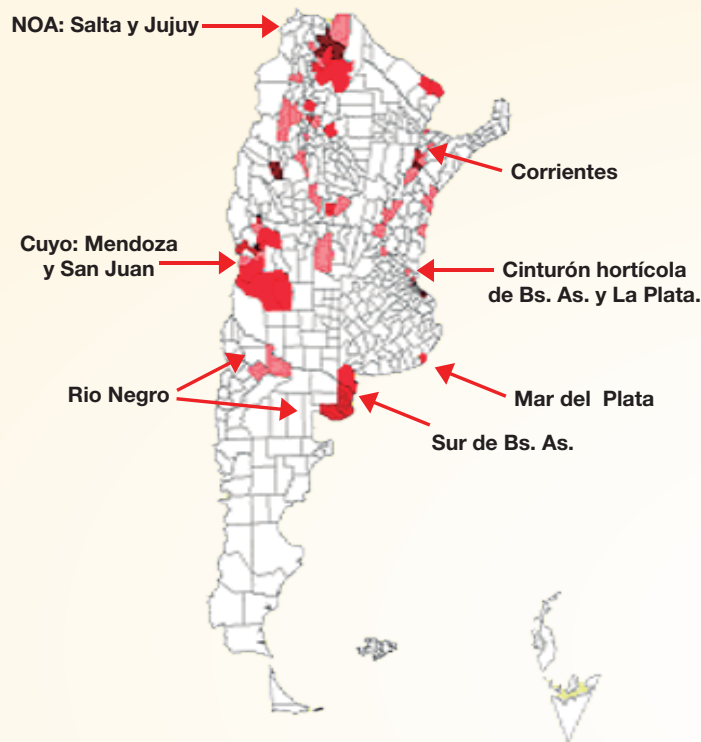 NOA: Salta y Jujuy
Corrientes
Cuyo: Mendoza
y San Juan
Cinturón hortícola
de Bs. As. y La Plata.
Rio Negro
Mar del Plata
Sur de Bs. As.